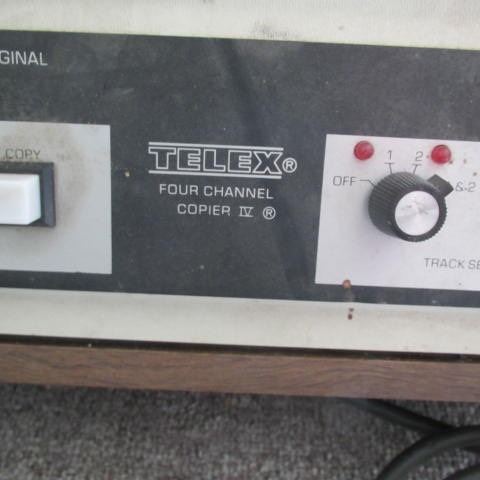 GINAL
COPY
TELEX®
FOUR CHANNEL
COPIER IV ®
1 2
OFF
&-2
TRACK SE